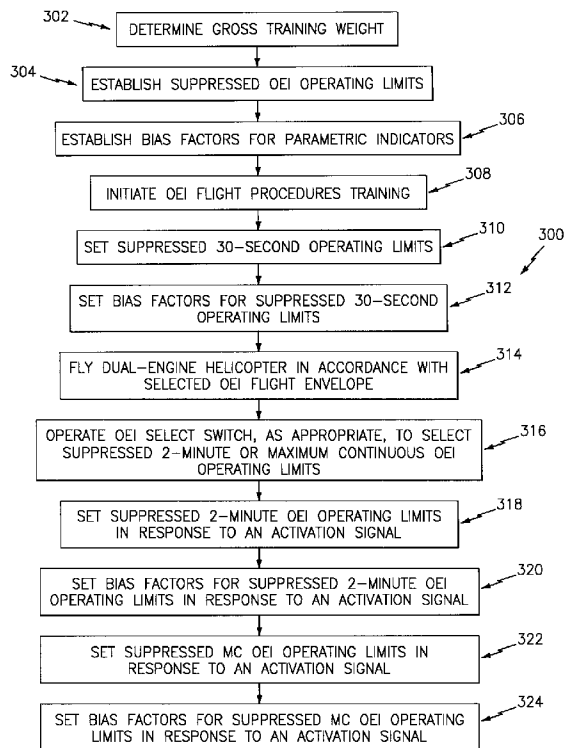 302
DETERMINE GROSS TRAINING WEIGHT
304
ESTABLISH SUPPRESSED OEI OPERATING LIMITS
306
ESTABLISH BIAS FACTORS FOR PARAMETRIC INDICATORS
308
INITIATE OEI FLIGHT PROCEDURES TRAINING
310
SET SUPPRESSED 30-SECOND OPERATING LIMITS
300
312
SET BIAS FACTORS FOR SUPPRESSED 30-SECOND
OPERATING LIMITS
314
FLY DUAL-ENGINE HELICOPTER IN ACCORDANCE WITH
SELECTED OEI FLIGHT ENVELOPE
316
OPERATE OEI SELECT SWITCH, AS APPROPRIATE, TO SELECT
SUPPRESSED 2-MINUTE OR MAXIMUM CONTINUOUS OEI
OPERATING LIMITS
318
SET SUPPRESSED 2-MINUTE OEI OPERATING LIMITS
IN RESPONSE TO AN ACTIVATION SIGNAL
320
SET BIAS FACTORS FOR SUPPRESSED 2-MINUTE OEI
OPERATING LIMITS IN RESPONSE TO AN ACTIVATION SIGNAL
322
SET SUPPRESSED MC OEI OPERATING LIMITS IN
RESPONSE TO AN ACTIVATION SIGNAL
324
SET BIAS FACTORS FOR SUPPRESSED MC OEI OPERATING
LIMITS IN RESPONSE TO AN ACTIVATION SIGNAL